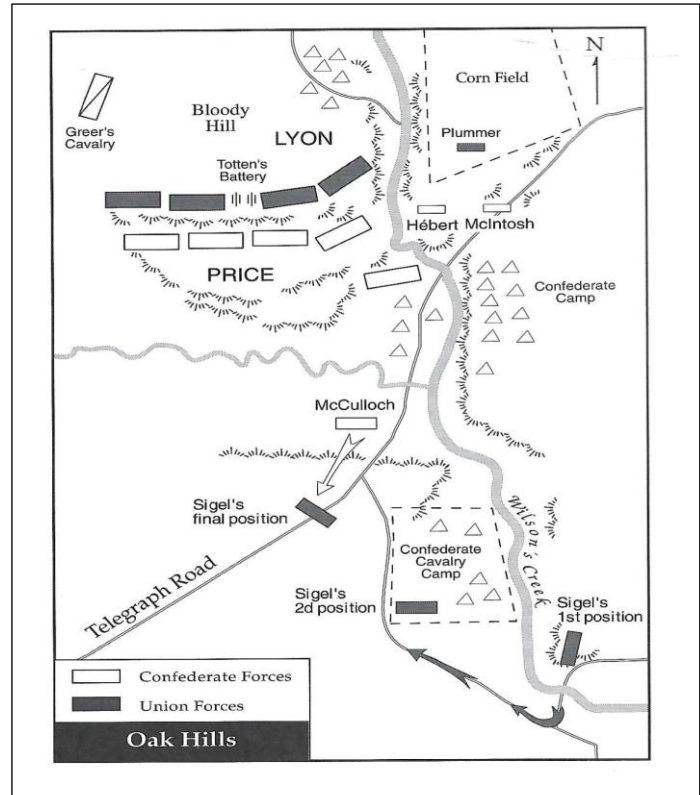 N
Corn Field
Bloody
Hill
Greer's
Cavalry
LYON
Plummer
Totten's
Battery
Hébert McIntosh
PRICE
Confederate
Camp
McCulloch
Sigel's
final position
Wilson's Creek
Confederate
Cavalry
Camp
Telegraph Road
Sigel's
2d position
Sigel's
1st position
Confederate Forces
Union Forces
Oak Hills